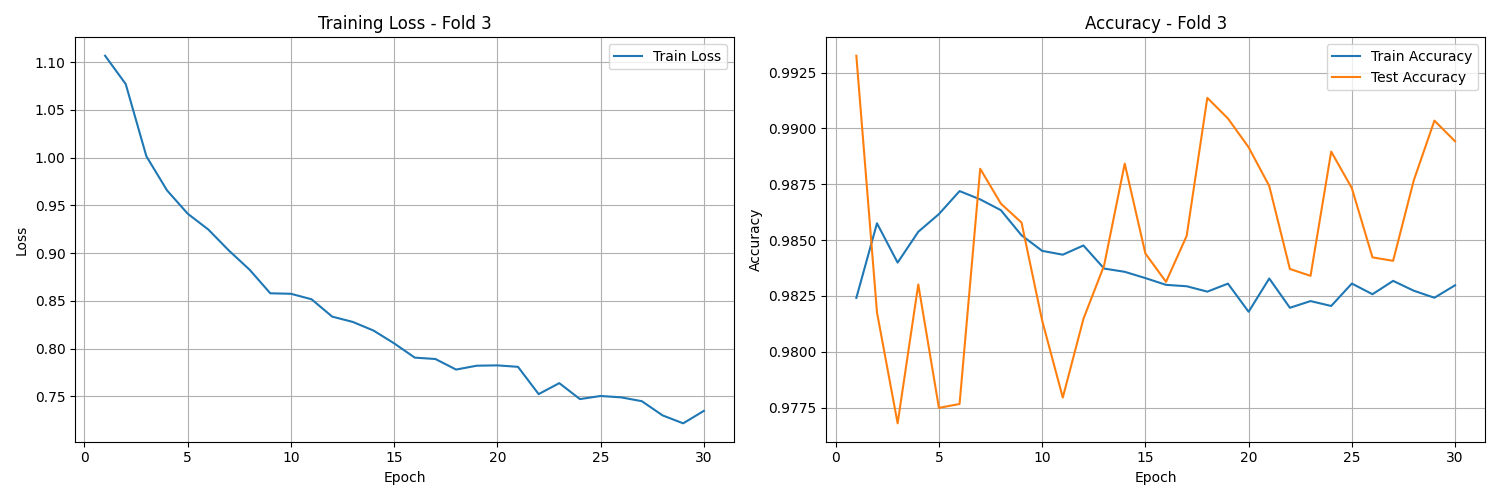 Training Loss - Fold 3
Train Loss
1.10
1.05
1.00
0.95
0.90
0.85
0.80
0.75
Loss
0 5 10 15 20 25 30
Epoch
Accuracy - Fold 3
Train Accuracy
Test Accuracy
0.9925
0.9900
0.9875
0.9850
0.9825
0.9800
0.9775
Accuracy
0 5 10 15 20 25 30
Epoch